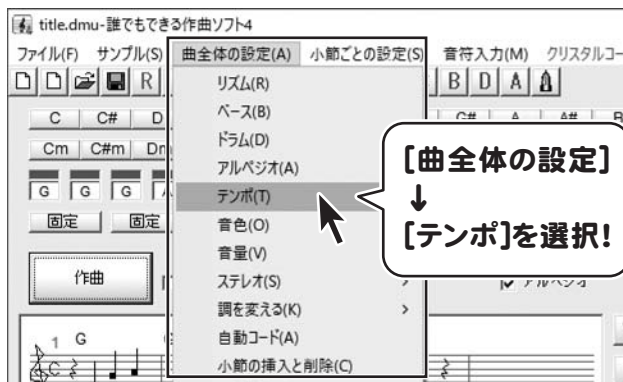 title.dmu-誰でもできる作曲ソフト4
ファイル(F) サンプル(S) 曲全体の設定(A) 小節ごとの設定(S) 音符入力(M) クリスタルコー
R B D A
C C# D G# A A# B
Cm C#m Dm
G G G
固定 固定
作曲
リズム(R)
ベース(B)
ドラム(D)
アルペジオ(A)
テンポ(T)
音色(O)
音量(V)
ステレオ(S) >
調を変える(K) >
自動コード(A)
小節の挿入と削除(C)
[曲全体の設定]
↓
[テンポ]を選択!
アルペジオ
1 G
C